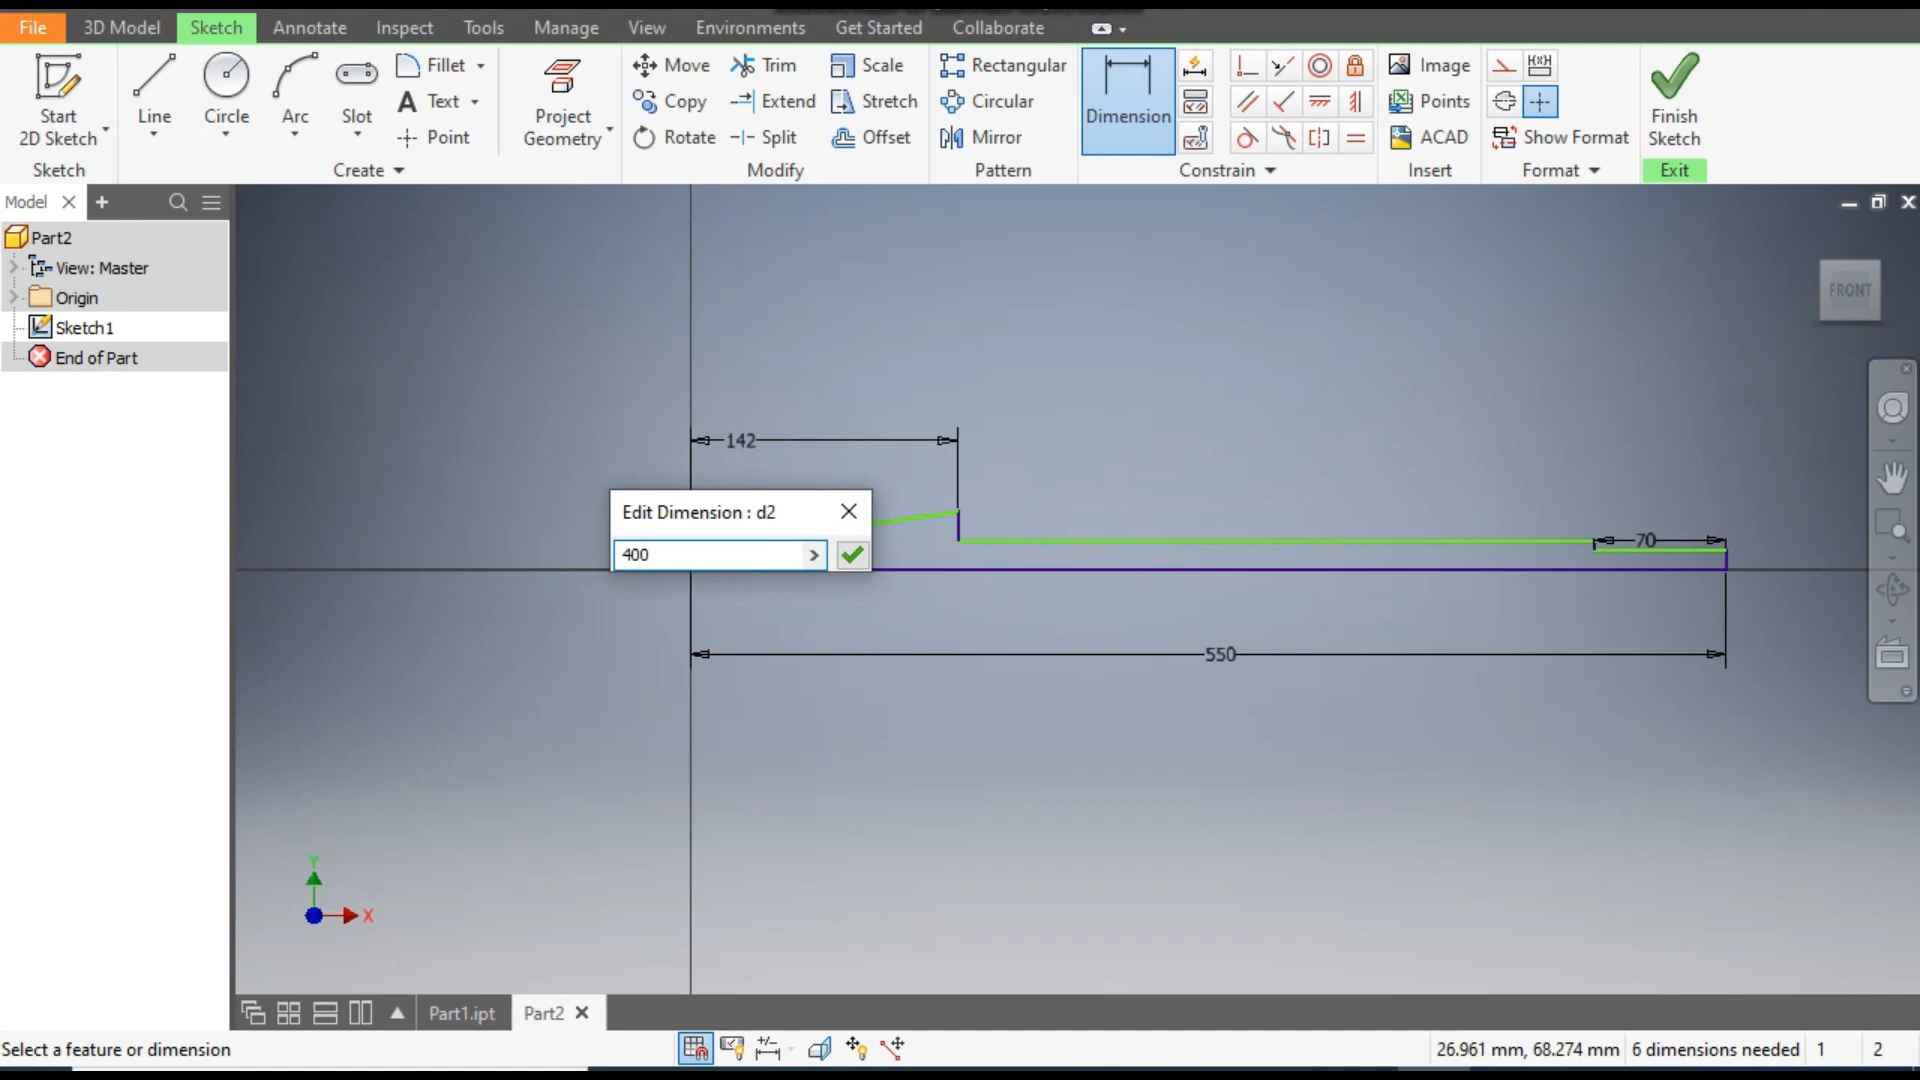 File 3D Model Sketch Annotate Inspect Tools Manage View Environments Get Started Collaborate
Start
2D Sketch
Line
Circle
Arc
Slot
Fillet
Text
Point
Project
Geometry
Move
Copy
Rotate
Trim
Extend
Split
Scale
Stretch
Offset
Rectangular
Circular
Mirror
Dimension
Image
Points
ACAD
Show Format
Finish
Sketch
Sketch Create Modify Pattern Constrain Insert Format Exit
Model
Part2
View: Master
Origin
Sketch1
End of Part
FRONT
142
Edit Dimension : d2
400
70
550
Y
X
Part1.ipt Part2
Select a feature or dimension
26.961 mm, 68.274 mm 6 dimensions needed 1 2